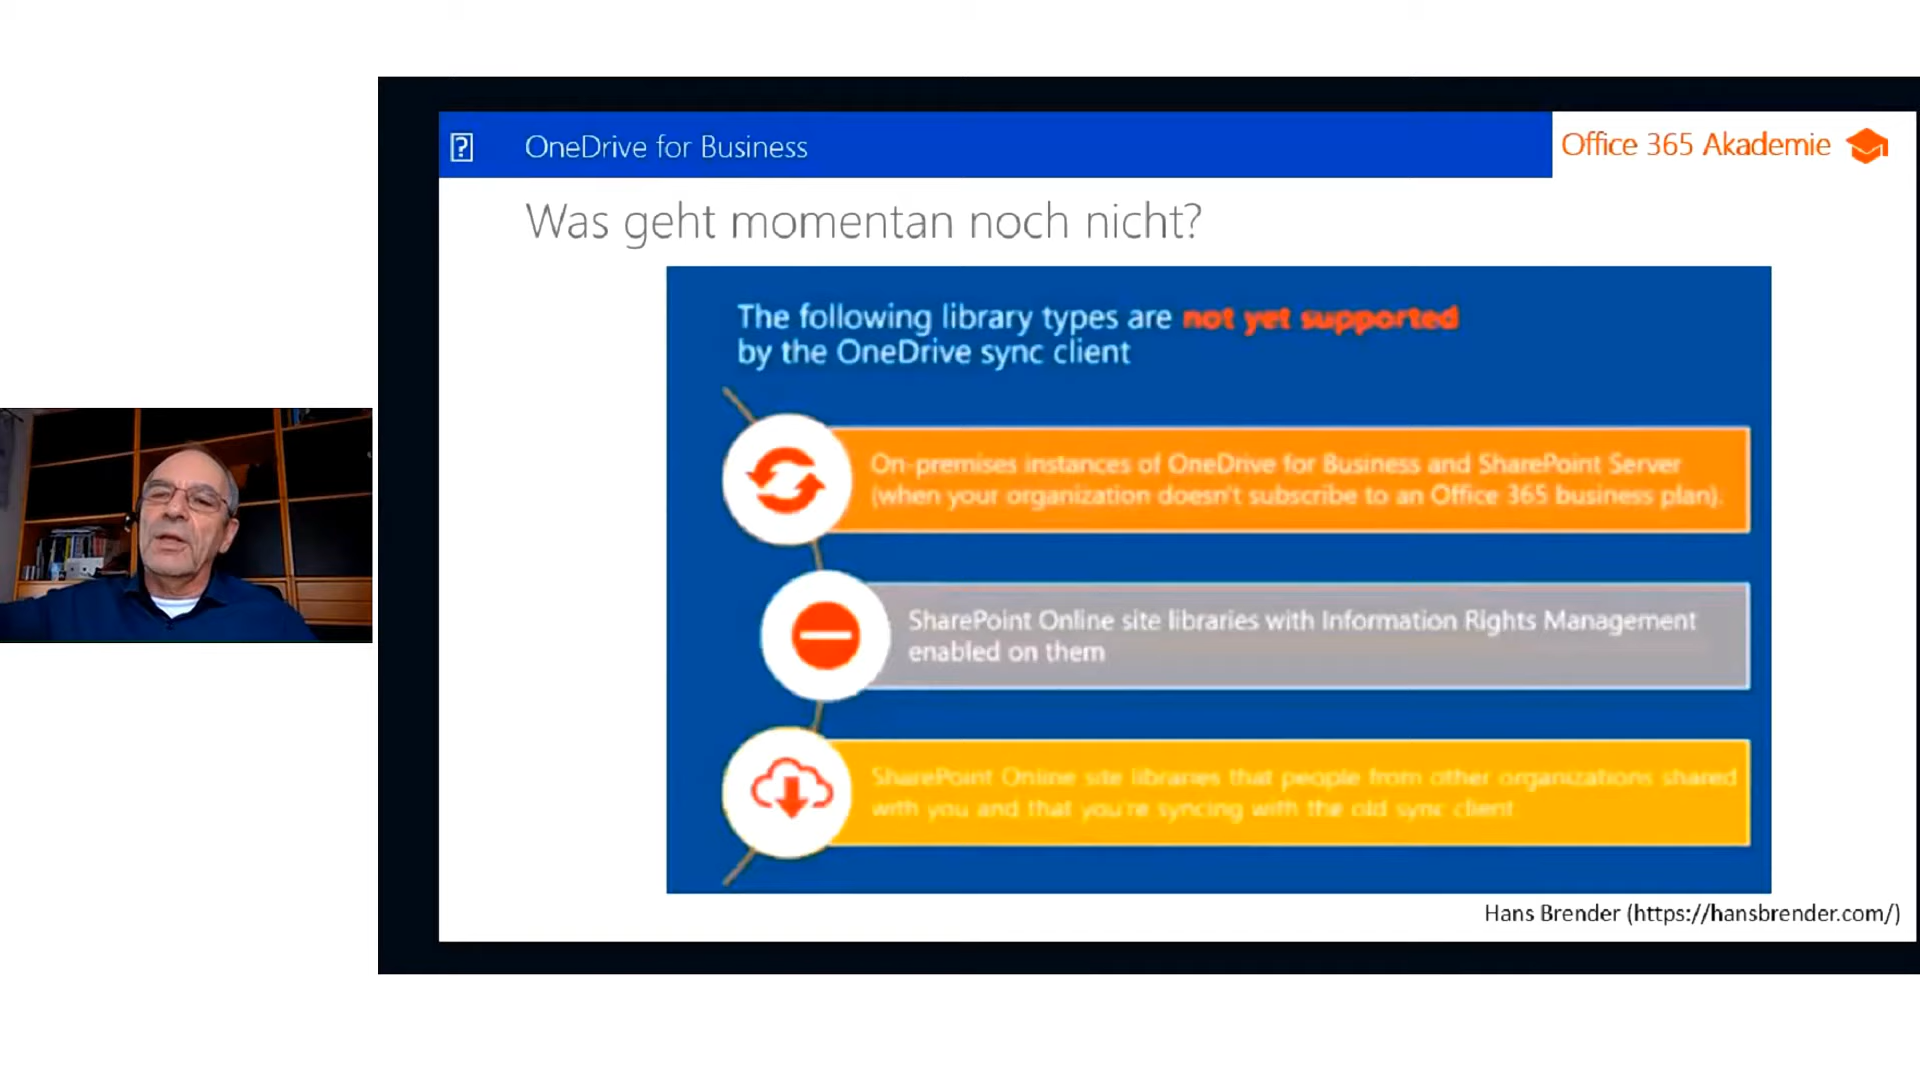 OneDrive for Business
Office 365 Akademie
Was geht momentan noch nicht?
The following library types are not yet supported
by the OneDrive sync client
On-premises instances of OneDrive for Business and SharePoint Server
(when your organization doesn't subscribe to an Office 365 business plan).
SharePoint Online site libraries with Information Rights Management
enabled on them
SharePoint Online site libraries that people from other organizations shared
with you and that you're syncing with the old sync client
Hans Brender (https://hansbrender.com/)